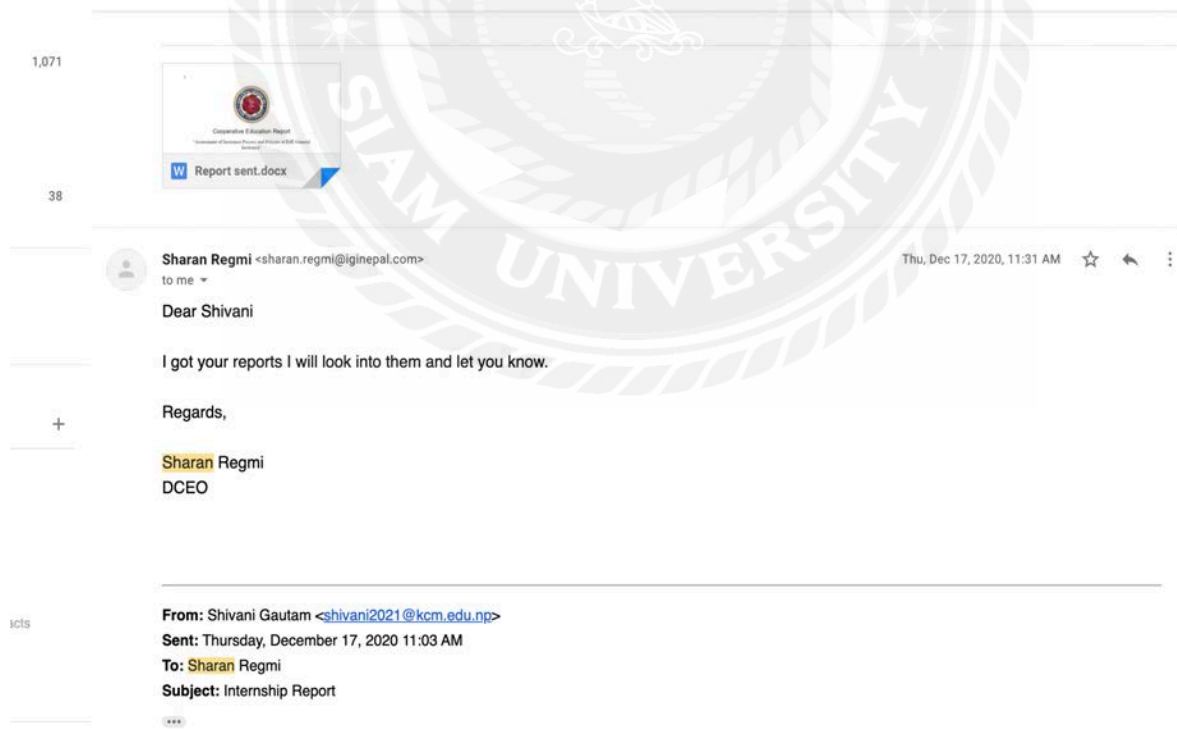 1,071
Cooperative Education Report
W Report sent.docx
38
SIAM UNIVERSITY
Sharan Regmi <sharan.regmi@iginepal.com>
Thu, Dec 17, 2020, 11:31 AM
to me
Dear Shivani
I got your reports I will look into them and let you know.
Regards,
+
Sharan Regmi
DCEO
acts
From: Shivani Gautam <shivani2021@kcm.edu.np>
Sent: Thursday, December 17, 2020 11:03 AM
To: Sharan Regmi
Subject: Internship Report